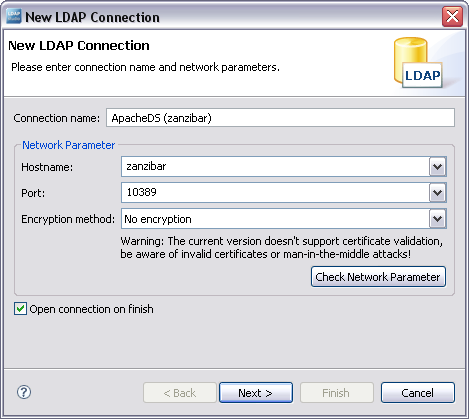 New LDAP Connection
New LDAP Connection
Please enter connection name and network parameters.
LDAP
Connection name: ApacheDS (zanzibar)
Network Parameter
Hostname: zanzibar
Port: 10389
Encryption method: No encryption
Warning: The current version doesn't support certificate validation,
be aware of invalid certificates or man-in-the-middle attacks!
Check Network Parameter
Open connection on finish
? < Back Next > Finish Cancel